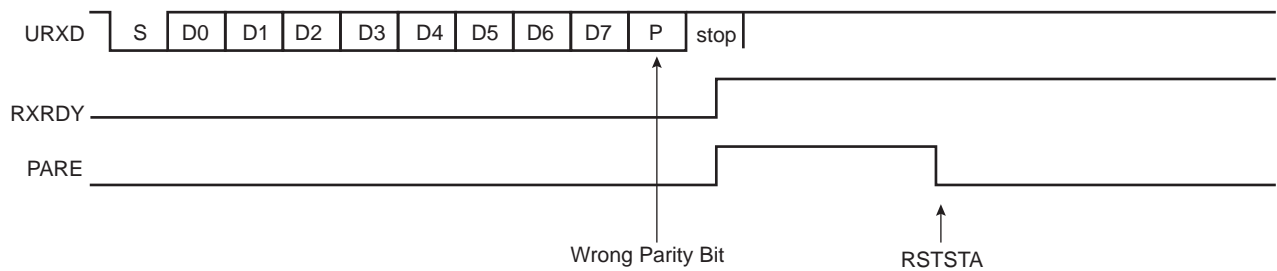 URXD S D0 D1 D2 D3 D4 D5 D6 D7 P stop
RXRDY
PARE
Wrong Parity Bit RSTSTA